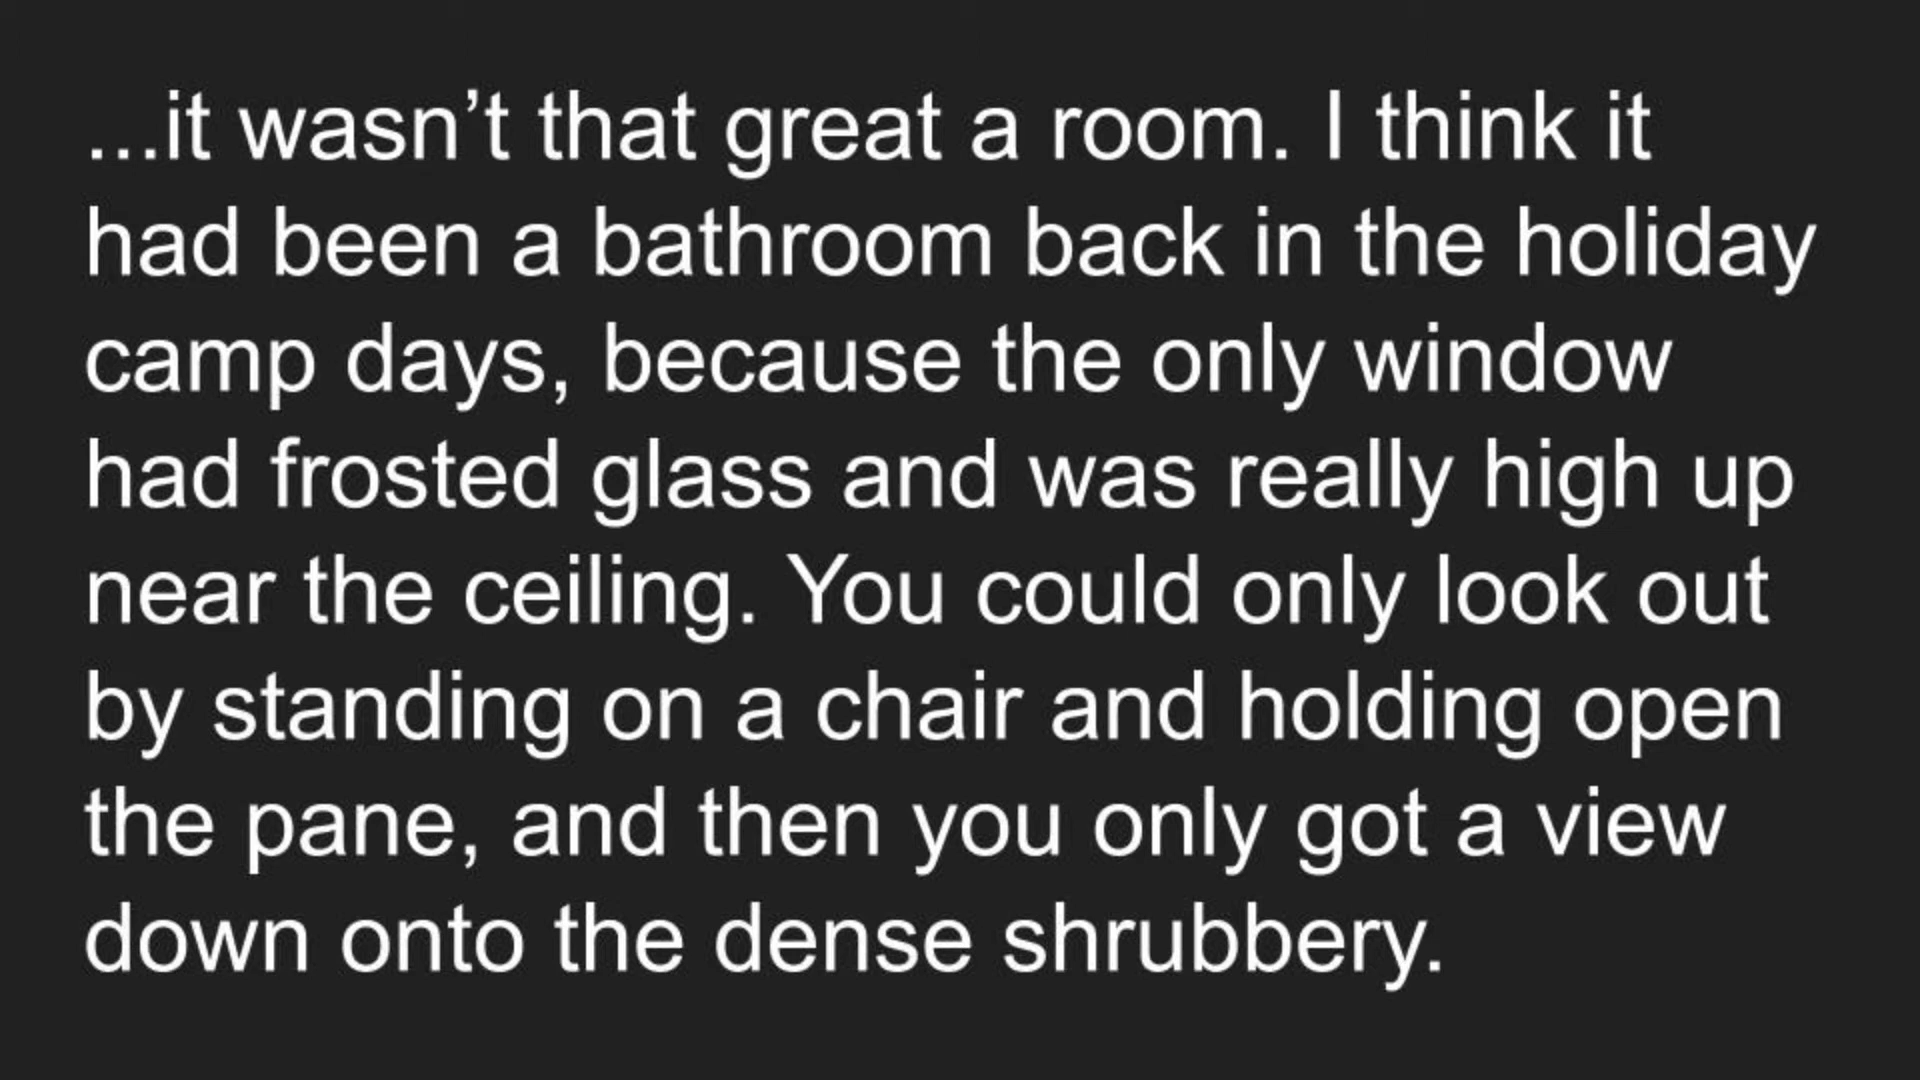 ...it wasn’t that great a room. I think it
had been a bathroom back in the holiday
camp days, because the only window
had frosted glass and was really high up
near the ceiling. You could only look out
by standing on a chair and holding open
the pane, and then you only got a view
down onto the dense shrubbery.